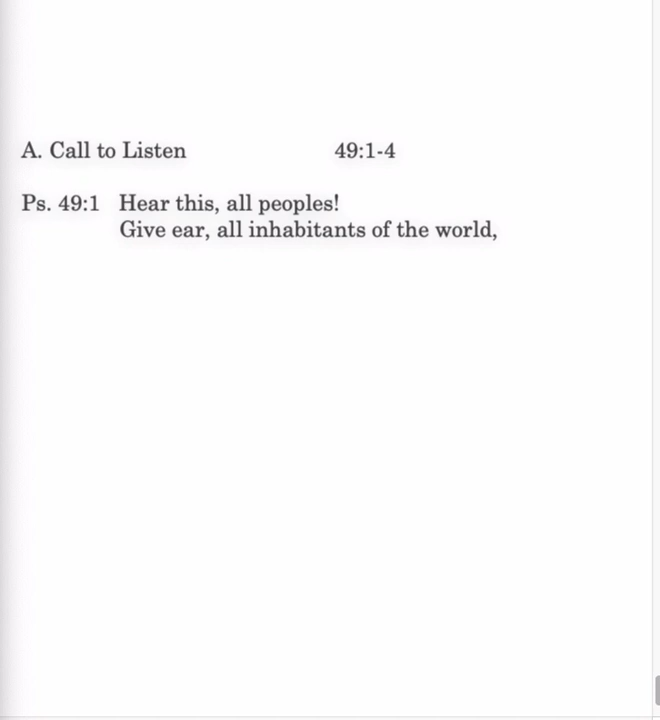 A. Call to Listen 49:1-4
Ps. 49:1 Hear this, all peoples!
Give ear, all inhabitants of the world,